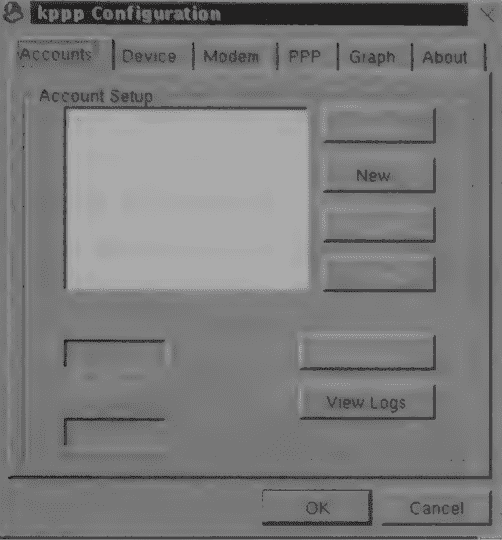 kppp Configuration
Accounts Device Modem PPP Graph About
Account Setup
New
View Logs
OK Cancel